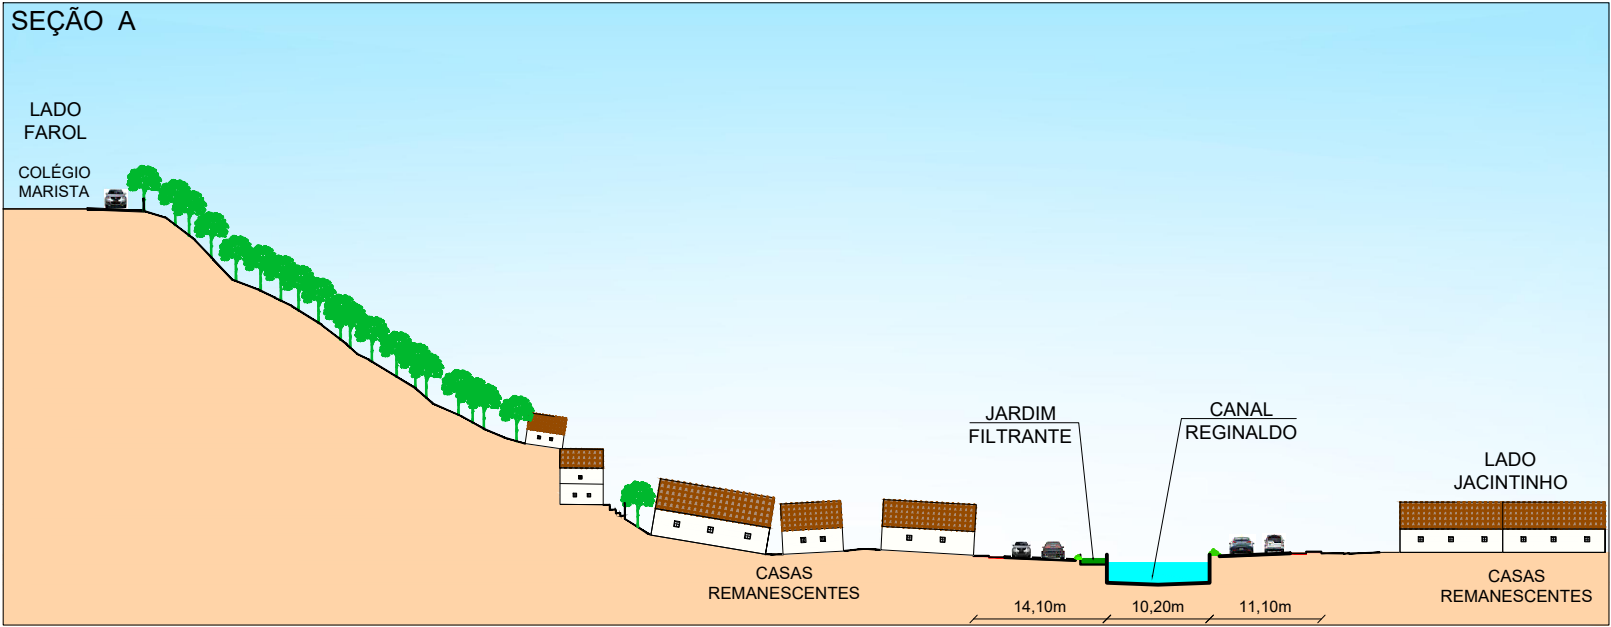 SEÇÃO A
LADO
FAROL
COLÉGIO
MARISTA
JARDIM
FILTRANTE
CANAL
REGINALDO
LADO
JACINTINHO
CASAS
REMANESCENTES
CASAS
REMANESCENTES
14,10m
10,20m
11,10m